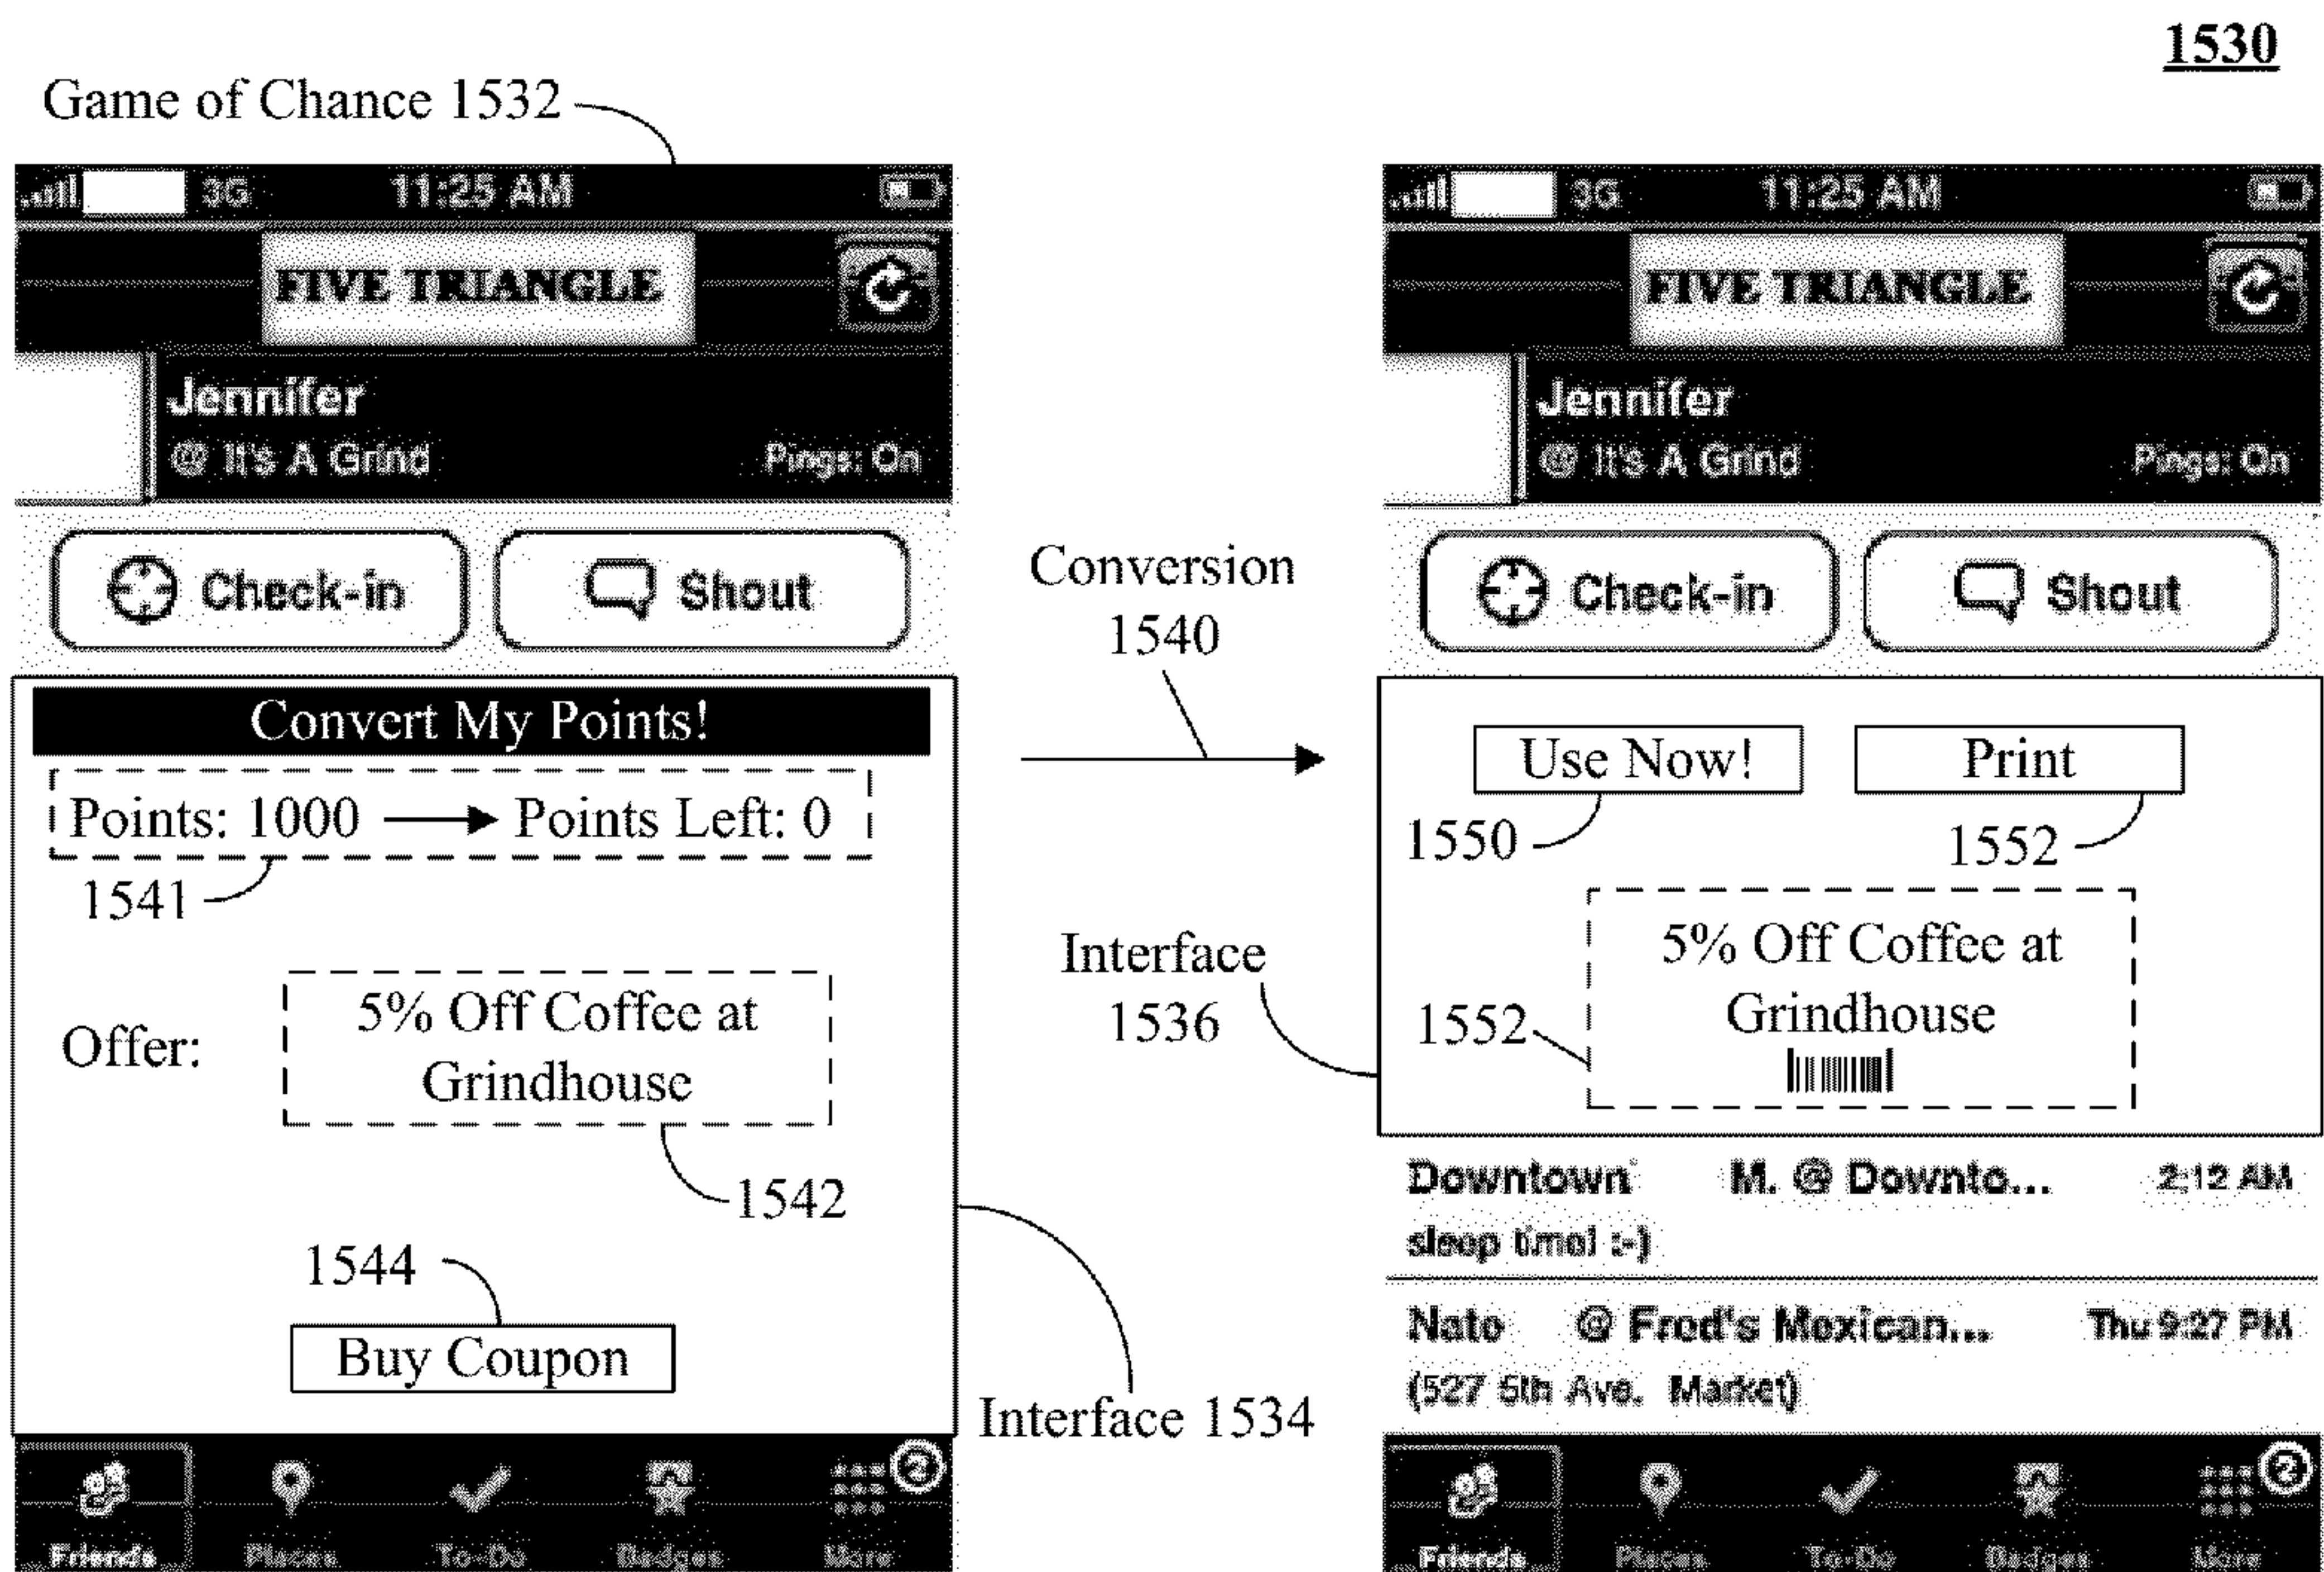 1530
Game of Chance 1532
3G 11:25 AM
FIVE TRIANGLE
Jennifer
@ It's A Grind Pings: On
Check-in Shout
Convert My Points!
Points: 1000 Points Left: 0
1541
Offer:
5% Off Coffee at
Grindhouse
1542
1544
Buy Coupon
Interface 1534
Friends Places To-Do Badges More
2
Conversion
1540
Interface
1536
3G 11:25 AM
FIVE TRIANGLE
Jennifer
@ It's A Grind Pings: On
Check-in Shout
Use Now! Print
1550 1552
5% Off Coffee at
Grindhouse
1552
Downtown M. @ Downto... 2:12 AM
sleep time! :-)
Nate @ Fred's Mexican... Thu 9:27 PM
(527 5th Ave. Market)
Friends Places To-Do Badges More
2